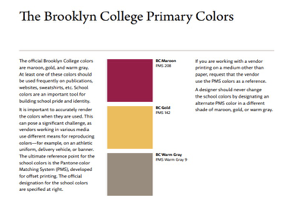 The Brooklyn College Primary Colors
The official Brooklyn College colors
are maroon, gold, and warm gray.
At least one of these colors should
be used frequently on publications,
websites, sweatshirts, etc. School
colors are an important tool for
building school pride and identity.
It is important to accurately render
the colors when they are used. This
can pose a significant challenge, as
vendors working in various media
use different means for reproducing
colors—for example, on an athletic
uniform, delivery vehicle, or banner.
The ultimate reference point for the
school colors is the Pantone color
Matching System (PMS), developed
for offset printing. The official
designation for the school colors
are specified at right.
BC Maroon
PMS 208
BC Gold
PMS 142
BC Warm Gray
PMS Warm Gray 9
If you are working with a vendor
printing on a medium other than
paper, request that the vendor
use the PMS colors as a reference.
A designer should never change
the school colors by designating an
alternate PMS color in a different
shade of maroon, gold, or warm gray.